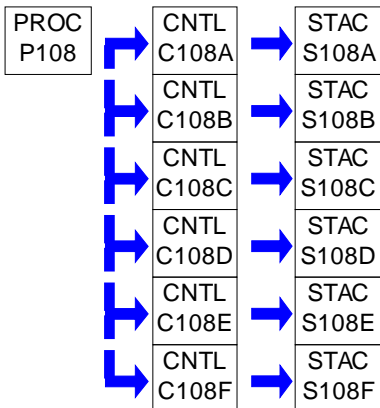 PROC
P108
CNTL
C108A
STAC
S108A
CNTL
C108B
STAC
S108B
CNTL
C108C
STAC
S108C
CNTL
C108D
STAC
S108D
CNTL
C108E
STAC
S108E
CNTL
C108F
STAC
S108F